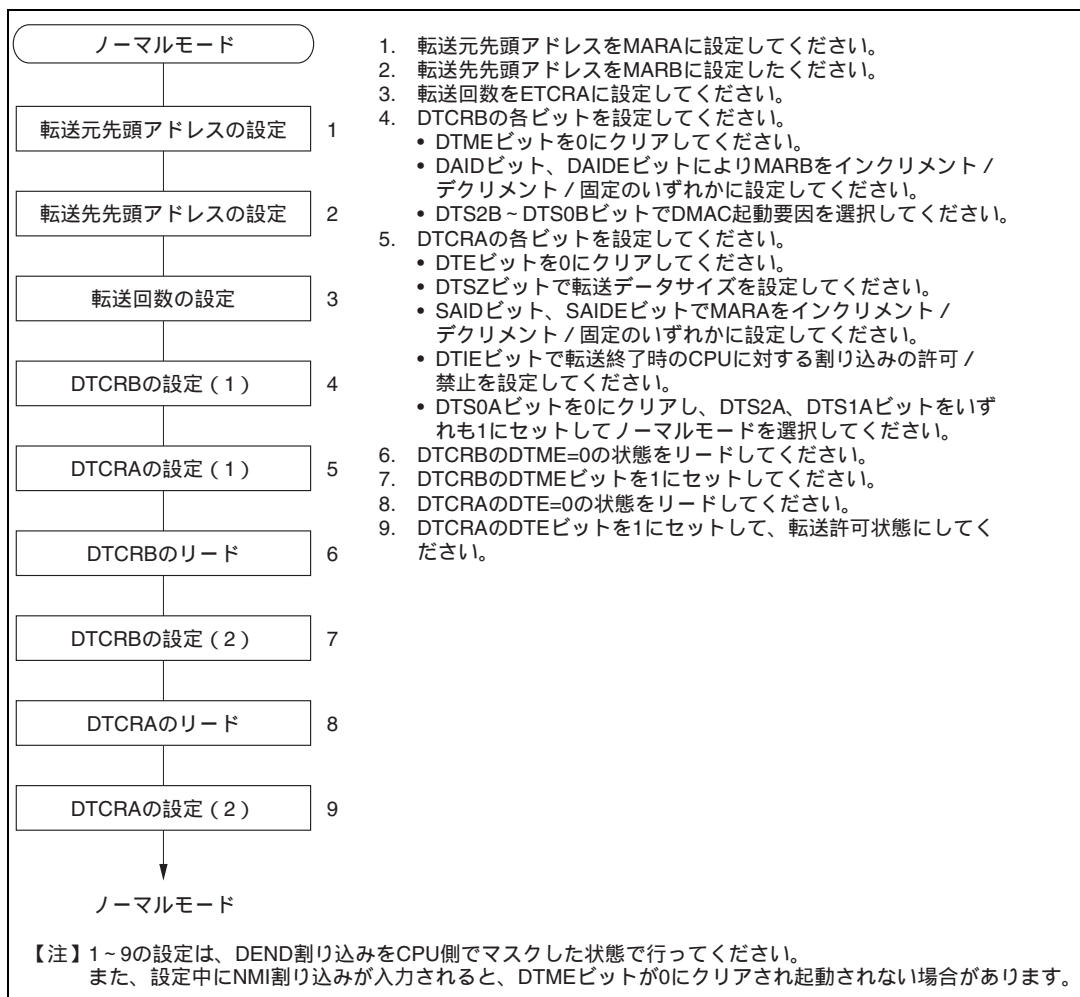 ノーマルモード
転送元先頭アドレスの設定 1
転送先先頭アドレスの設定 2
転送回数の設定 3
DTCRBの設定(1) 4
DTCRAの設定(1) 5
DTCRBのリード 6
DTCRBの設定(2) 7
DTCRAのリード 8
DTCRAの設定(2) 9
ノーマルモード
1. 転送元先頭アドレスをMARAに設定してください。
2. 転送先先頭アドレスをMARBに設定したください。
3. 転送回数をETCRAに設定してください。
4. DTCRBの各ビットを設定してください。
• DTMEビットを0にクリアしてください。
• DAIDビット、DAIDEビットによりMARBをインクリメント/
デクリメント/固定のいずれかに設定してください。
• DTS2B~DTS0BビットでDMAC起動要因を選択してください。
5. DTCRAの各ビットを設定してください。
• DTEビットを0にクリアしてください。
• DTSZビットで転送データサイズを設定してください。
• SAIDビット、SAIDEビットでMARAをインクリメント/
デクリメント/固定のいずれかに設定してください。
• DTIEビットで転送終了時のCPUに対する割り込みの許可/
禁止を設定してください。
• DTS0Aビットを0にクリアし、DTS2A、DTS1Aビットをいず
れも1にセットしてノーマルモードを選択してください。
6. DTCRBのDTME=0の状態をリードしてください。
7. DTCRBのDTMEビットを1にセットしてください。
8. DTCRAのDTE=0の状態をリードしてください。
9. DTCRAのDTEビットを1にセットして、転送許可状態にしてく
ださい。
【注】1~9の設定は、DEND割り込みをCPU側でマスクした状態で行ってください。
また、設定中にNMI割り込みが入力されると、DTMEビットが0にクリアされ起動されない場合があります。